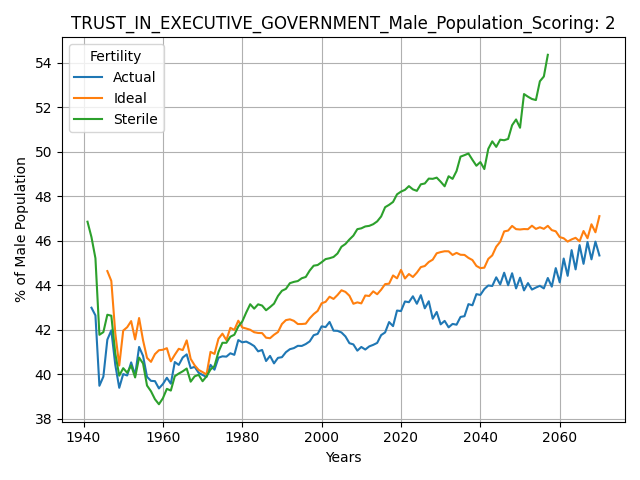 TRUST_IN_EXECUTIVE_GOVERNMENT_Male_Population_Scoring: 2
Fertility
Actual
Ideal
Sterile
% of Male Population
54
52
50
48
46
44
42
40
38
1940
1960
1980
2000
2020
2040
2060
Years